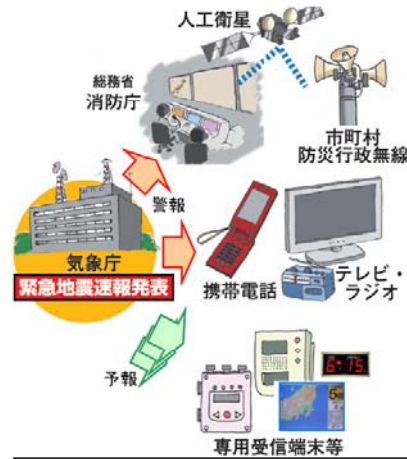 人工衛星
総務省
消防庁
市町村
防災行政無線
警報
気象庁
緊急地震速報発表
携帯電話
テレビ・
ラジオ
予報
6:15
専用受信端末等